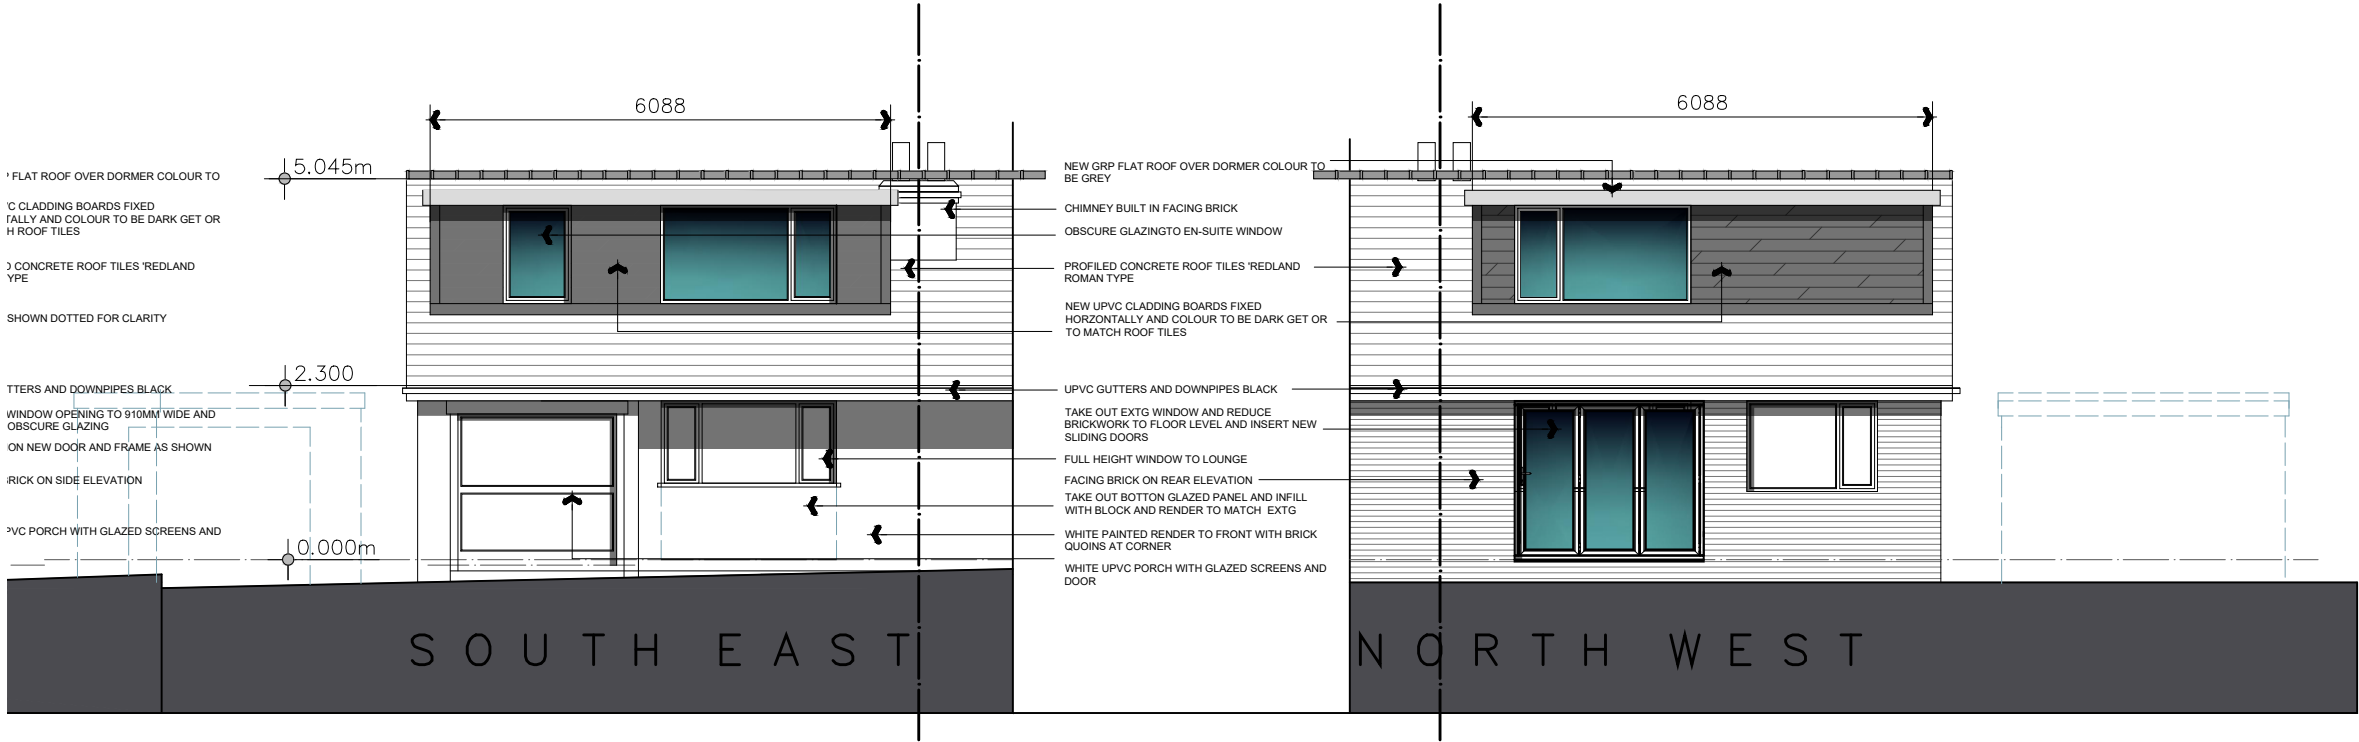 6088
6088
5.045m
FLAT ROOF OVER DORMER COLOUR TO
CLADDING BOARDS FIXED
AND COLOUR TO BE DARK GET OR
ROOF TILES
CONCRETE ROOF TILES 'REDLAND
SHOWN DOTTED FOR CLARITY
2.300
AND DOWNPIPES BLACK
WINDOW OPENING TO 910MM WIDE AND
OBSCURE GLAZING
NEW DOOR AND FRAME AS SHOWN
ON SIDE ELEVATION
PORCH WITH GLAZED SCREENS AND
0.000m
NEW GRP FLAT ROOF OVER DORMER COLOUR TO
BE GREY
CHIMNEY BUILT IN FACING BRICK
OBSCURE GLAZINGTO EN-SUITE WINDOW
PROFILED CONCRETE ROOF TILES 'REDLAND
ROMAN TYPE
NEW UPVC CLADDING BOARDS FIXED
HORZONTALLY AND COLOUR TO BE DARK GET OR
TO MATCH ROOF TILES
UPVC GUTTERS AND DOWNPIPES BLACK
TAKE OUT EXTG WINDOW AND REDUCE
BRICKWORK TO FLOOR LEVEL AND INSERT NEW
SLIDING DOORS
FULL HEIGHT WINDOW TO LOUNGE
FACING BRICK ON REAR ELEVATION
TAKE OUT BOTTON GLAZED PANEL AND INFILL
WITH BLOCK AND RENDER TO MATCH EXTG
WHITE PAINTED RENDER TO FRONT WITH BRICK
QUOINS AT CORNER
WHITE UPVC PORCH WITH GLAZED SCREENS AND
DOOR
SOUTH EAST
NORTH WEST